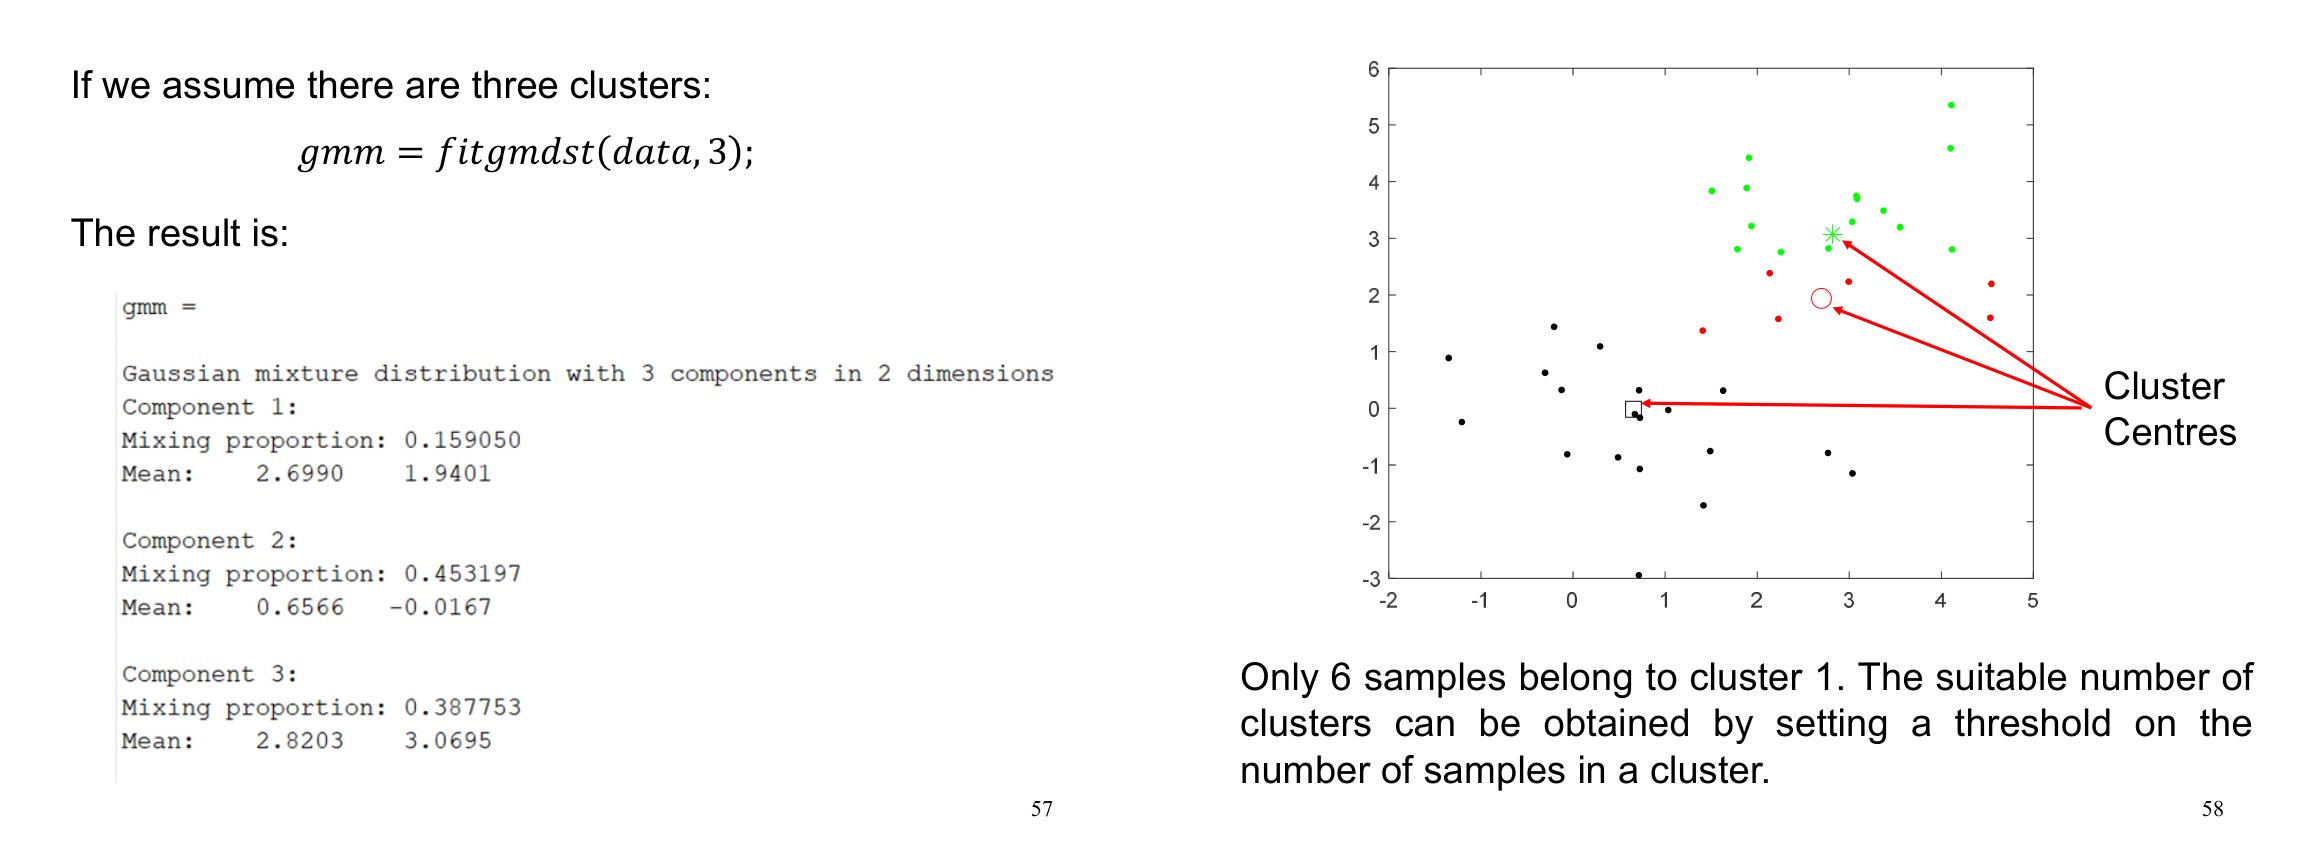 If we assume there are three clusters:
gmm = fitgmdst(data, 3);
The result is:
gmm =
Gaussian mixture distribution with 3 components in 2 dimensions
Component 1:
Mixing proportion: 0.159050
Mean: 2.6990 1.9401
Component 2:
Mixing proportion: 0.453197
Mean: 0.6566 -0.0167
Component 3:
Mixing proportion: 0.387753
Mean: 2.8203 3.0695
57
6
5
4
3
2
1
0
-1
-2
-3
-2 -1 0 1 2 3 4 5
Cluster
Centres
Only 6 samples belong to cluster 1. The suitable number of
clusters can be obtained by setting a threshold on the
number of samples in a cluster.
58